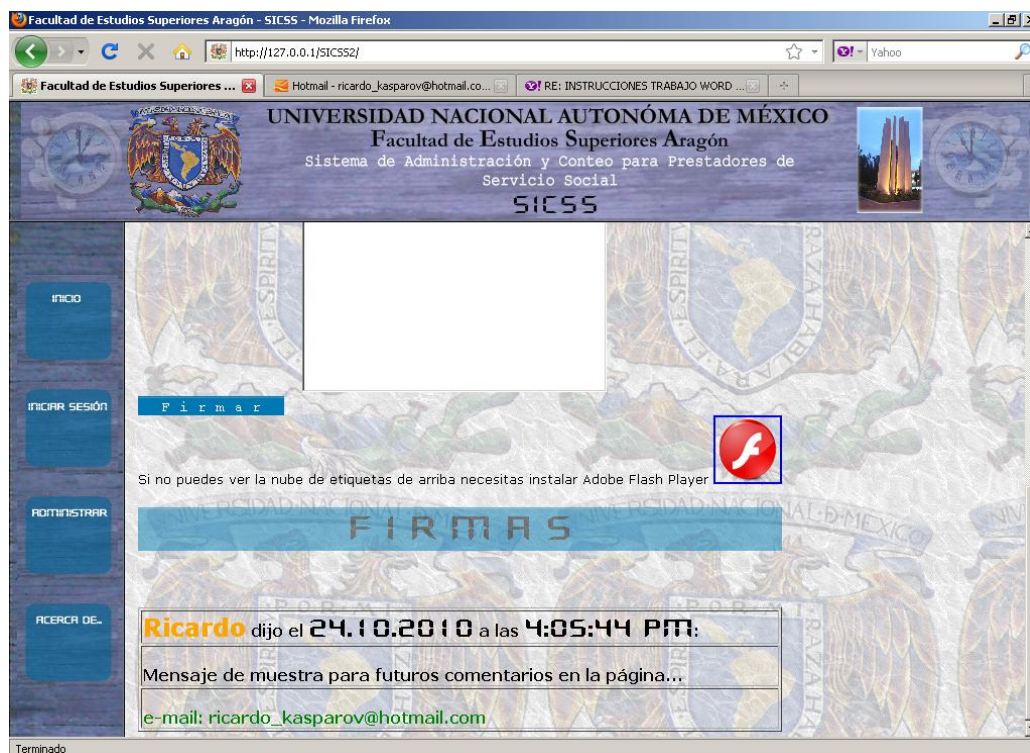 Facultad de Estudios Superiores Aragón - SICSS - Mozilla Firefox
http://127.0.0.1/SICSS2/
Yahoo
Facultad de Estudios Superiores ...
Hotmail - ricardo_kasparov@hotmail.co...
RE: INSTRUCCIONES TRABAJO WORD ...
UNIVERSIDAD NACIONAL AUTONÓMA DE MÉXICO
Facultad de Estudios Superiores Aragón
Sistema de Administración y Conteo para Prestadores de
Servicio Social
SICSS
INICIO
INICIAR SESIÓN
ADMINISTRAR
ACERCA DE..
Firmar
Si no puedes ver la nube de etiquetas de arriba necesitas instalar Adobe Flash Player
FIRMAS
Ricardo dijo el 24.10.2010 a las 4:05:44 PM:
Mensaje de muestra para futuros comentarios en la página...
e-mail: ricardo_kasparov@hotmail.com
Terminado